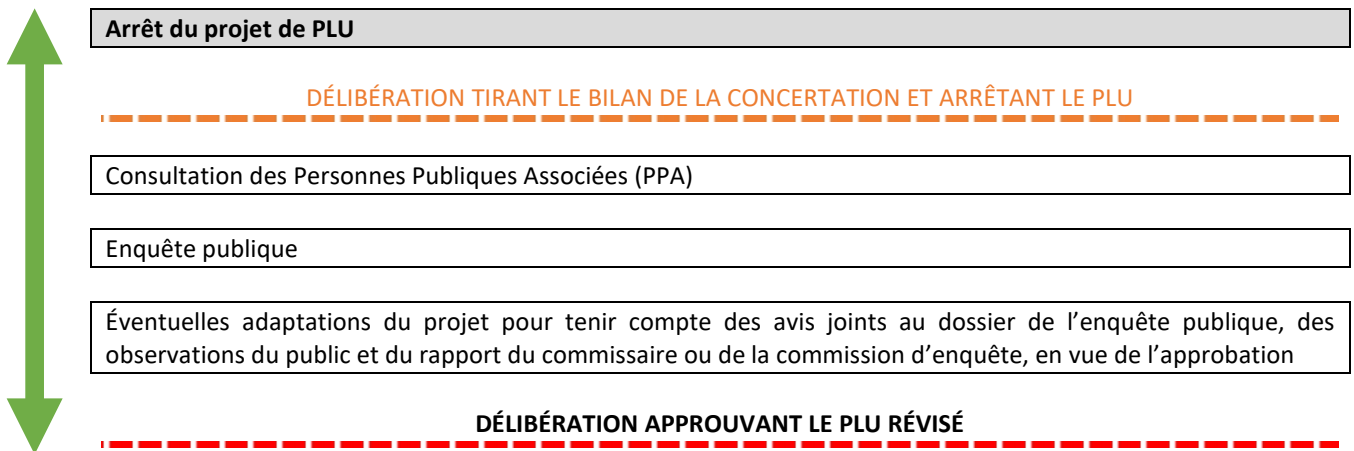 Arrêt du projet de PLU
DÉLIBÉRATION TIRANT LE BILAN DE LA CONCERTATION ET ARRÊTANT LE PLU
Consultation des Personnes Publiques Associées (PPA)
Enquête publique
Éventuelles adaptations du projet pour tenir compte des avis joints au dossier de l’enquête publique, des
observations du public et du rapport du commissaire ou de la commission d’enquête, en vue de l’approbation
DÉLIBÉRATION APPROUVANT LE PLU RÉVISÉ